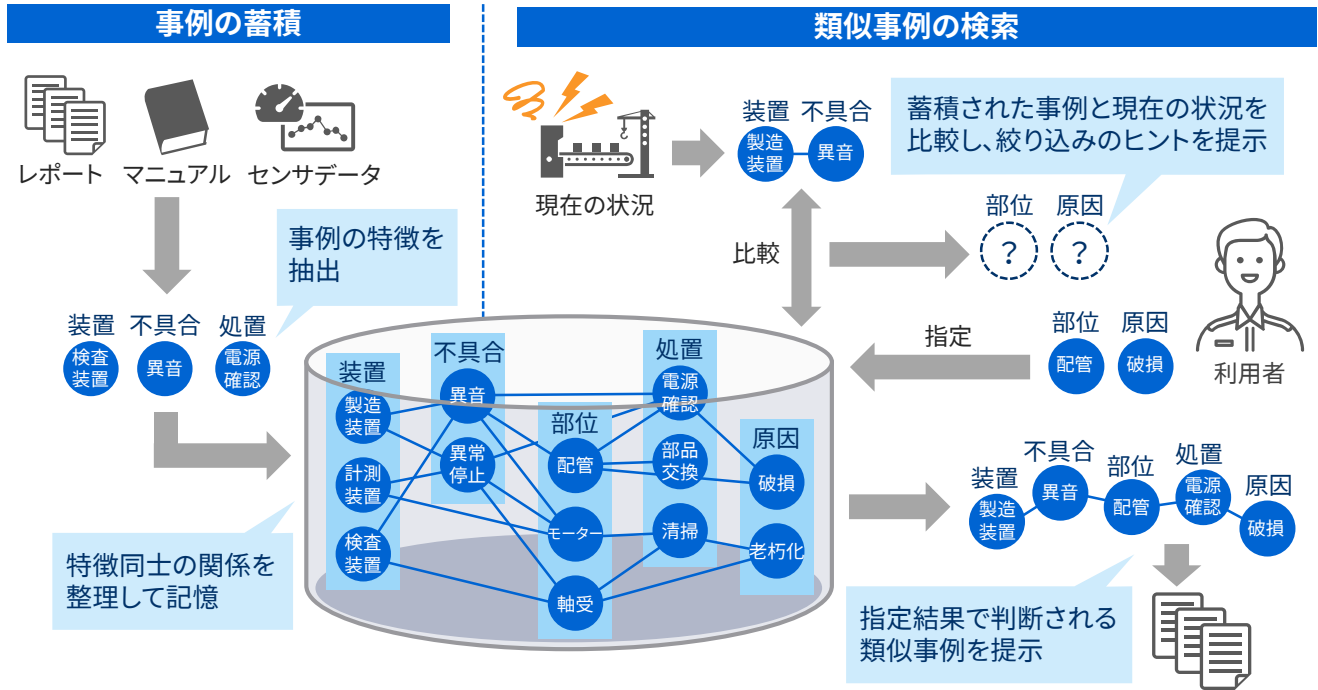 事例の蓄積
レポート
マニュアル
センサデータ
事例の特徴を
抽出
装置
不具合
処置
検査
装置
異音
電源
確認
特徴同士の関係を
整理して記憶
類似事例の検索
現在の状況
装置
不具合
製造
装置
異音
蓄積された事例と現在の状況を
比較し、絞り込みのヒントを提示
比較
部位
原因
?
?
利用者
指定
部位
原因
配管
破損
装置
製造
装置
計測
装置
検査
装置
不具合
異音
異常
停止
部位
配管
モーター
軸受
処置
電源
確認
部品
交換
清掃
原因
破損
老朽化
装置
不具合
部位
処置
原因
製造
装置
異音
配管
電源
確認
破損
指定結果で判断される
類似事例を提示